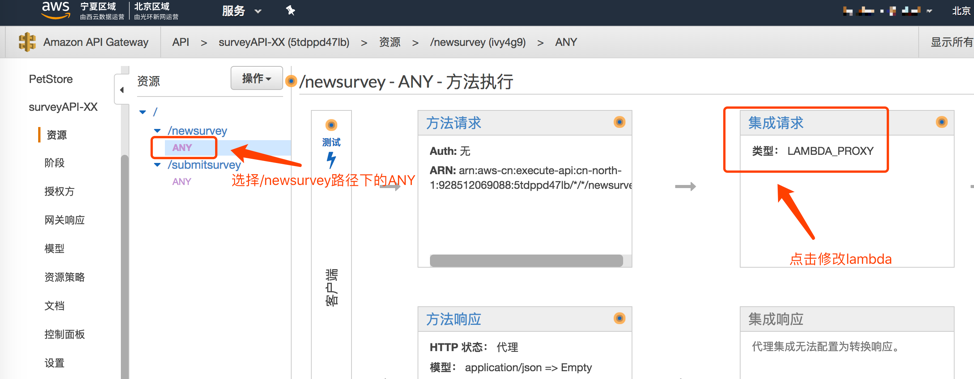 aws 宁夏区域 北京区域 服务 北京
由西云数据运营 由光环新网运营
Amazon API Gateway API > surveyAPI-XX (5tdppd47lb) > 资源 > /newsurvey (ivy4g9) > ANY 显示所有
PetStore
surveyAPI-XX
资源
阶段
授权方
网关响应
模型
资源策略
文档
控制面板
设置
资源 操作
/
/newsurvey
ANY
/submitsurvey
ANY
选择/newsurvey路径下的ANY
/newsurvey - ANY - 方法执行
测试
客户端
方法请求
Auth: 无
ARN: arn:aws-cn:execute-api:cn-north-
1:928512069088:5tdppd47lb/*/*/newsurve
集成请求
类型: LAMBDA_PROXY
点击修改lambda
方法响应
HTTP 状态: 代理
模型: application/json => Empty
集成响应
代理集成无法配置为转换响应。